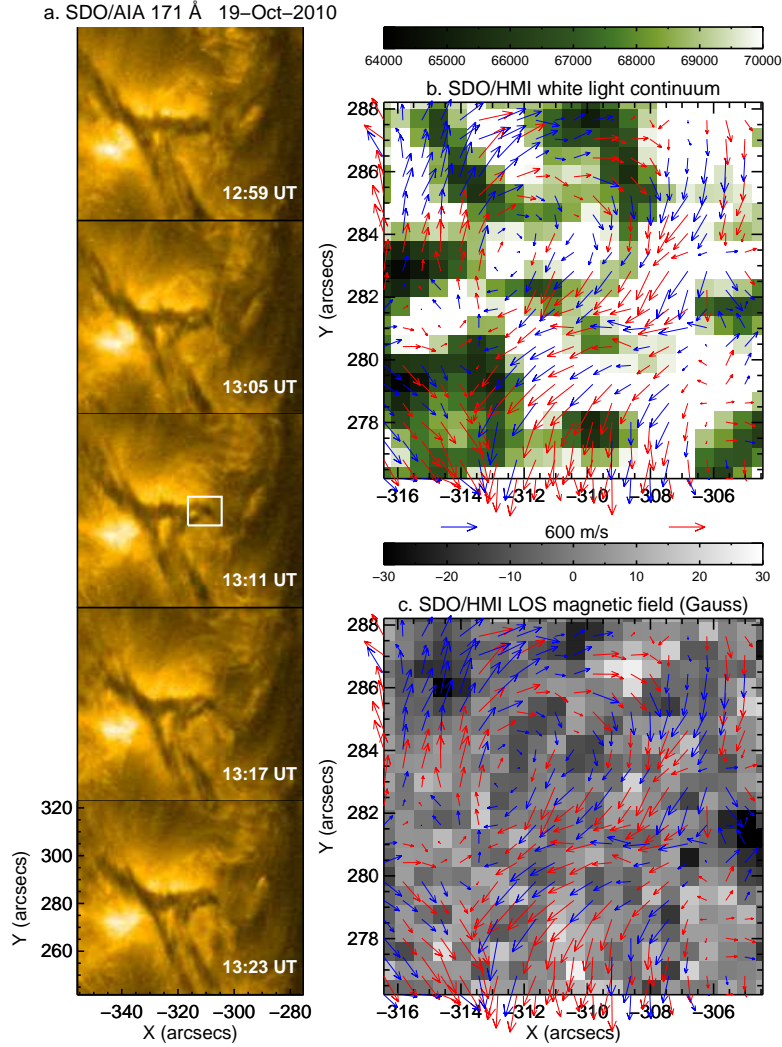 a. SDO/AIA 171 Å 19−Oct−2010
12:59 UT
13:05 UT
13:11 UT
13:17 UT
13:23 UT
320
300
280
260
Y (arcsecs)
−340 −320 −300 −280
X (arcsecs)
64000 65000 66000 67000 68000 69000 70000
b. SDO/HMI white light continuum
288
286
284
282
280
278
Y (arcsecs)
−316 −314 −312 −310 −308 −306
600 m/s
−30 −20 −10 0 10 20 30
c. SDO/HMI LOS magnetic field (Gauss)
288
286
284
282
280
278
Y (arcsecs)
−316 −314 −312 −310 −308 −306
X (arcsecs)